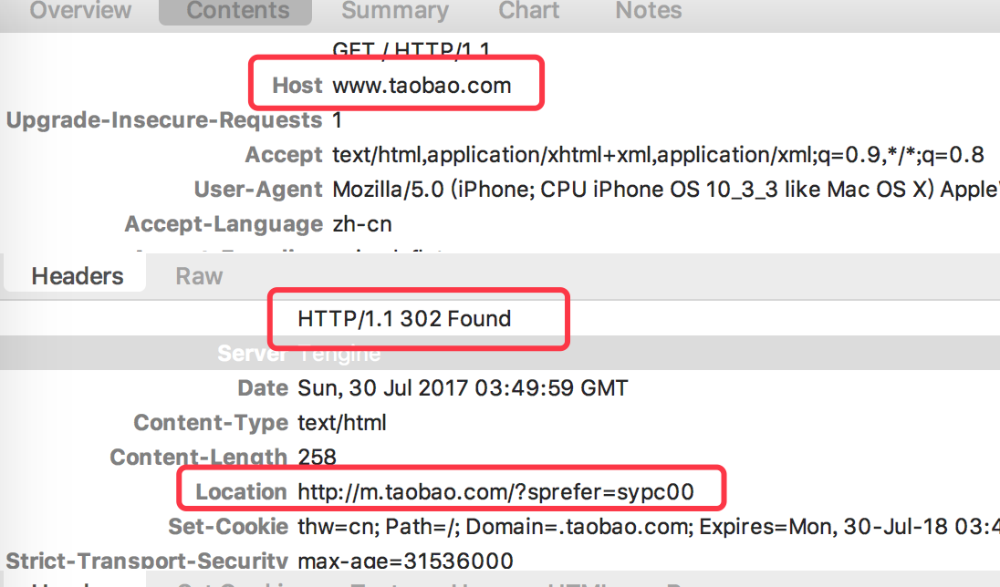 Overview Contents Summary Chart Notes
GET / HTTP/1.1
Host www.taobao.com
Upgrade-Insecure-Requests 1
Accept text/html,application/xhtml+xml,application/xml;q=0.9,*/*;q=0.8
User-Agent Mozilla/5.0 (iPhone; CPU iPhone OS 10_3_3 like Mac OS X) Apple
Accept-Language zh-cn
Headers Raw
HTTP/1.1 302 Found
Server Tengine
Date Sun, 30 Jul 2017 03:49:59 GMT
Content-Type text/html
Content-Length 258
Location http://m.taobao.com/?sprefer=sypc00
Set-Cookie thw=cn; Path=/; Domain=.taobao.com; Expires=Mon, 30-Jul-18 03:4
Strict-Transport-Security max-age=31536000